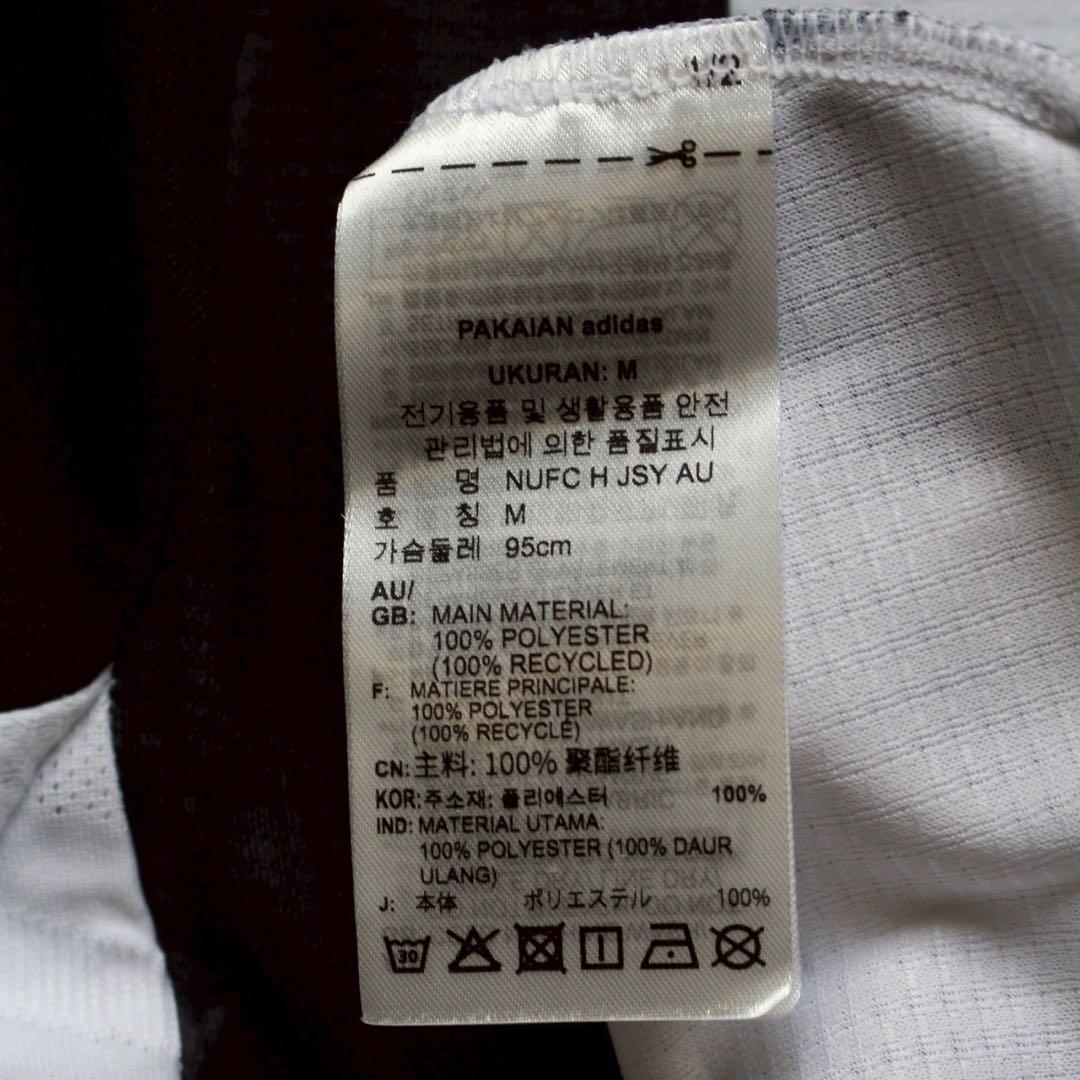 1/2
PAKAIAN adidas
UKURAN: M
전기용품 및 생활용품 안전
관리법에 의한 품질표시
품 명 NUFC H JSY AU
호 칭 M
가슴둘레 95cm
AU/
GB: MAIN MATERIAL:
100% POLYESTER
(100% RECYCLED)
F: MATIERE PRINCIPALE:
100% POLYESTER
(100% RECYCLÉ)
CN: 主料: 100% 聚酯纤维
KOR: 주소재: 폴리에스터 100%
IND: MATERIAL UTAMA:
100% POLYESTER (100% DAUR
ULANG)
J: 本体 ポリエステル 100%
30